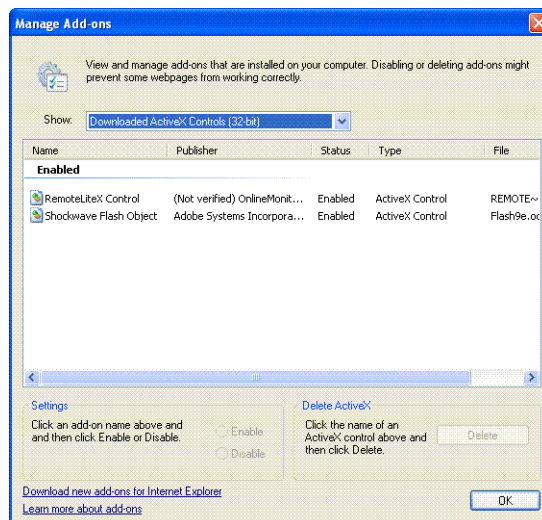 Manage Add-ons
View and manage add-ons that are installed on your computer. Disabling or deleting add-ons might
prevent some webpages from working correctly.
Show: Downloaded ActiveX Controls (32-bit)
Name Publisher Status Type File
Enabled
RemoteLiteX Control (Not verified) OnlineMonit... Enabled ActiveX Control REMOTE~
Shockwave Flash Object Adobe Systems Incorpora... Enabled ActiveX Control Flash9e.oc
Settings
Click an add-on name above and
and then click Enable or Disable.
Enable
Disable
Delete ActiveX
Click the name of an
ActiveX control above and
then click Delete.
Delete
Download new add-ons for Internet Explorer
Learn more about add-ons
OK